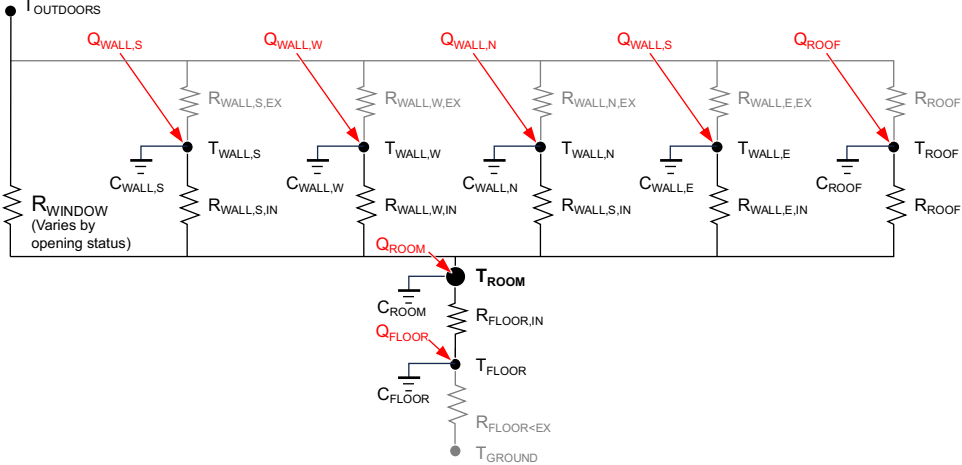 TOUTDOORS
QWALL,S QWALL,W QWALL,N QWALL,S QROOF
RWALL,S,EX RWALL,W,EX RWALL,N,EX RWALL,E,EX RROOF
TWALL,S TWALL,W TWALL,N TWALL,E TROOF
CWALL,S CWALL,W CWALL,N CWALL,E CROOF
RWINDOW RWALL,S,IN RWALL,W,IN RWALL,S,IN RWALL,E,IN RROOF
(Varies by
opening status)
QROOM
TROOM
CROOM
RFLOOR,IN
QFLOOR
TFLOOR
CFLOOR
RFLOOR<EX
TGROUND